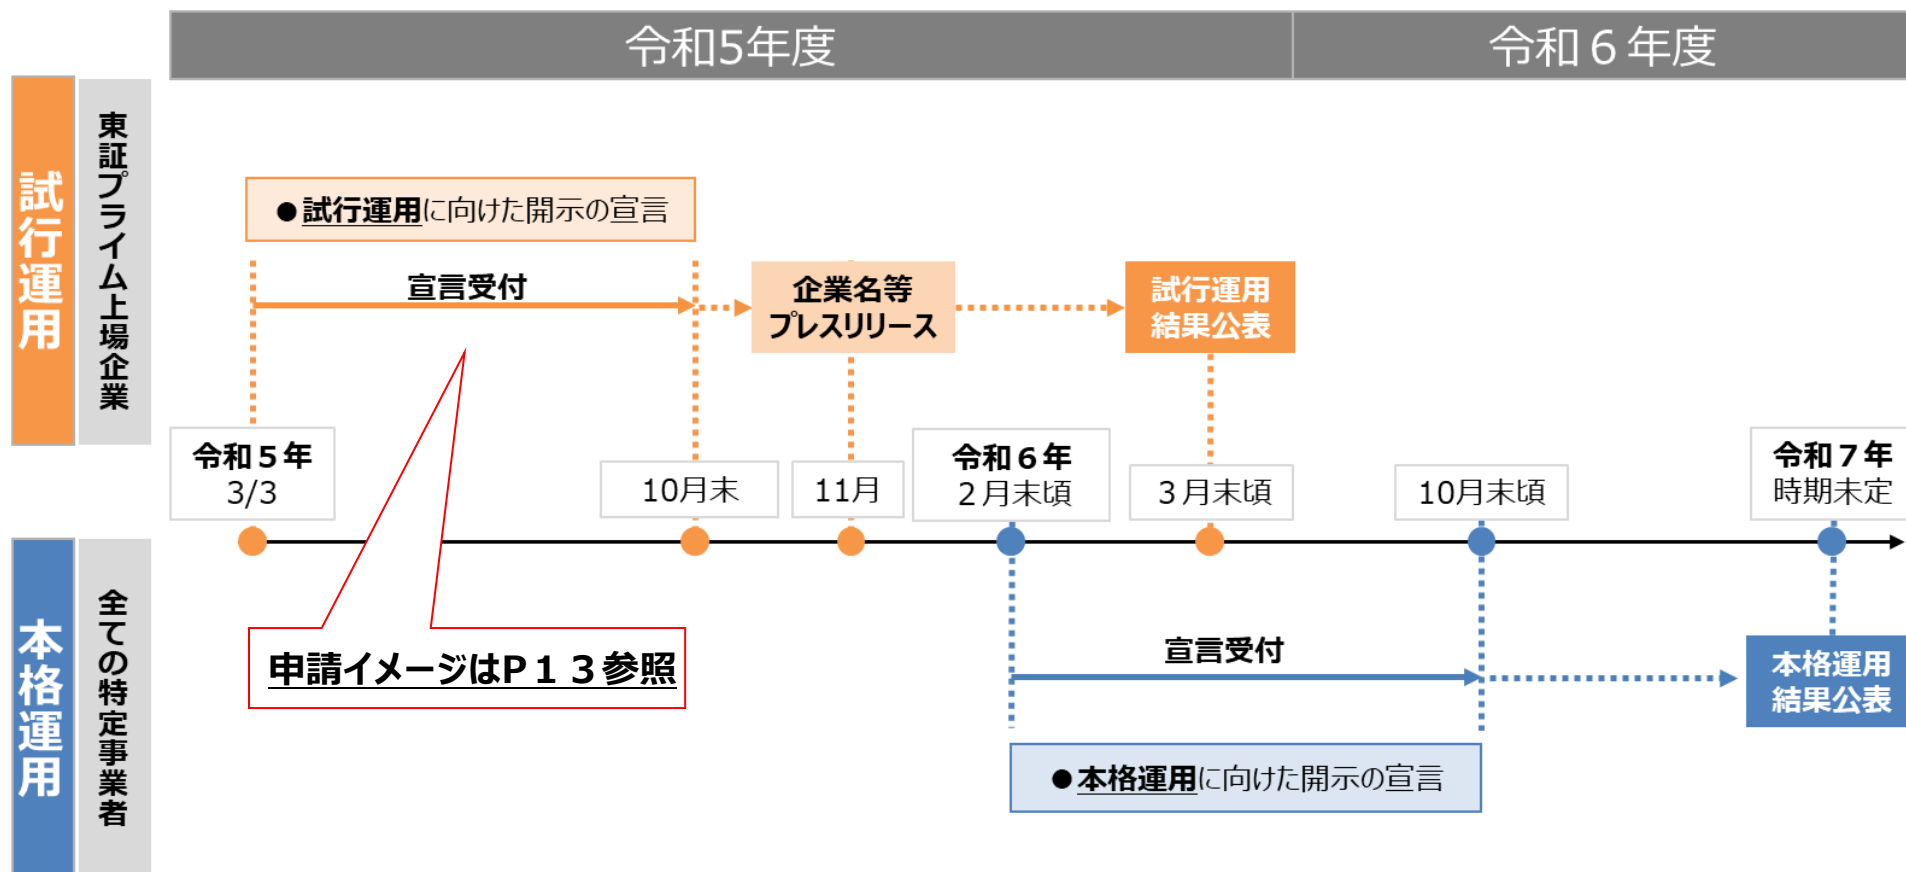 令和5年度
令和６年度
試行運用
東証プライム上場企業
●試行運用に向けた開示の宣言
宣言受付
企業名等
プレスリリース
試行運用
結果公表
令和５年
3/3
10月末
11月
令和６年
２月末頃
３月末頃
10月末頃
令和７年
時期未定
本格運用
全ての特定事業者
申請イメージはP１３参照
宣言受付
本格運用
結果公表
●本格運用に向けた開示の宣言